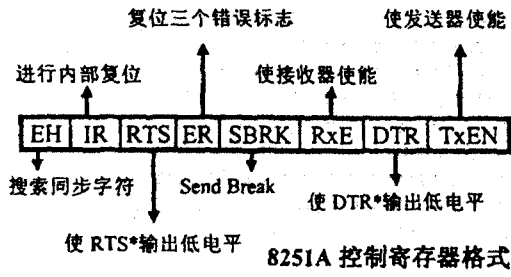 复位三个错误标志
使发送器使能
进行内部复位
使接收器使能
EH IR RTS ER SBRK RxE DTR TxEN
搜索同步字符
Send Break
使 DTR*输出低电平
使 RTS*输出低电平
8251A 控制寄存器格式